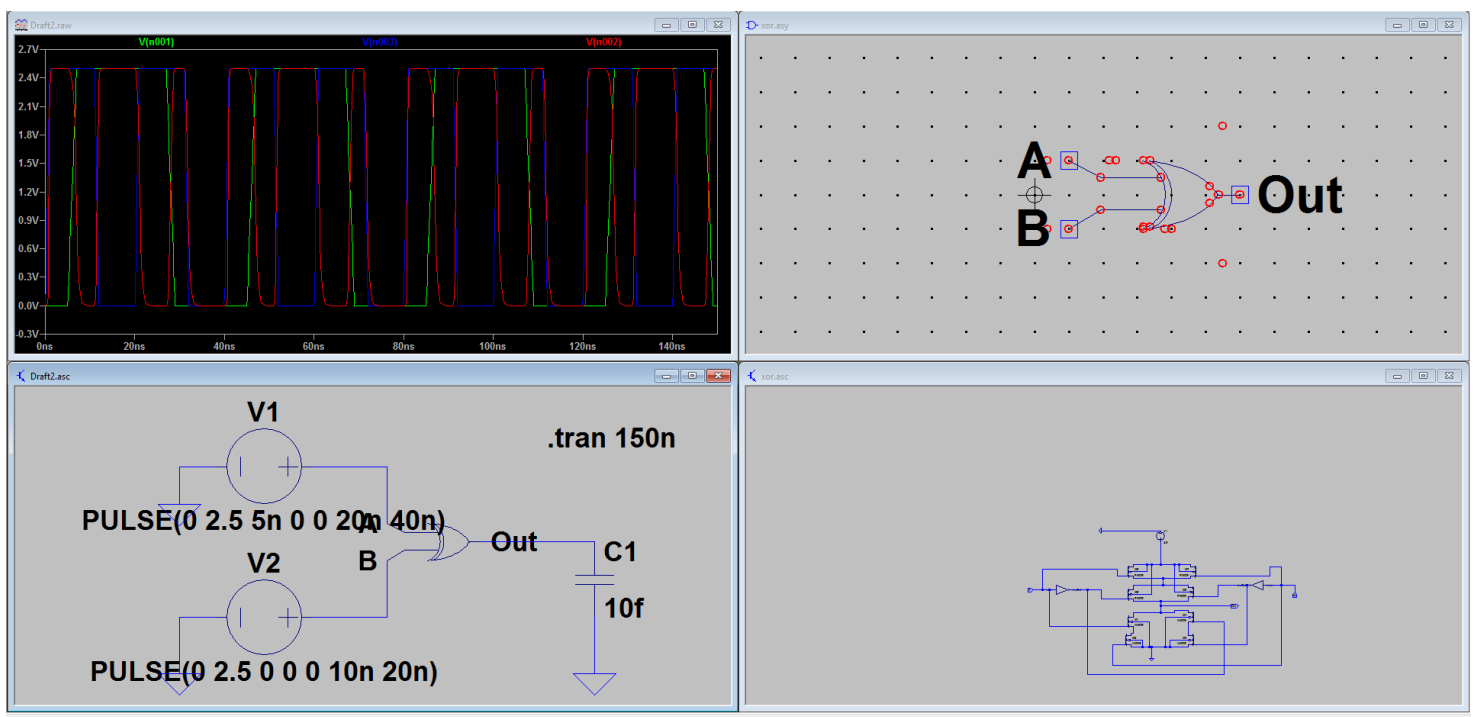 Draft2.raw
V(n001) V(n003) V(n002)
2.7V
2.4V
2.1V
1.8V
1.5V
1.2V
0.9V
0.6V
0.3V
0.0V
-0.3V
0ns 20ns 40ns 60ns 80ns 100ns 120ns 140ns
xor.asy
A
B
Out
Draft2.asc
V1
.tran 150n
PULSE(0 2.5 5n 0 0 20n 40n)
A
B
Out
V2
C1
10f
PULSE(0 2.5 0 0 0 10n 20n)
xor.asc